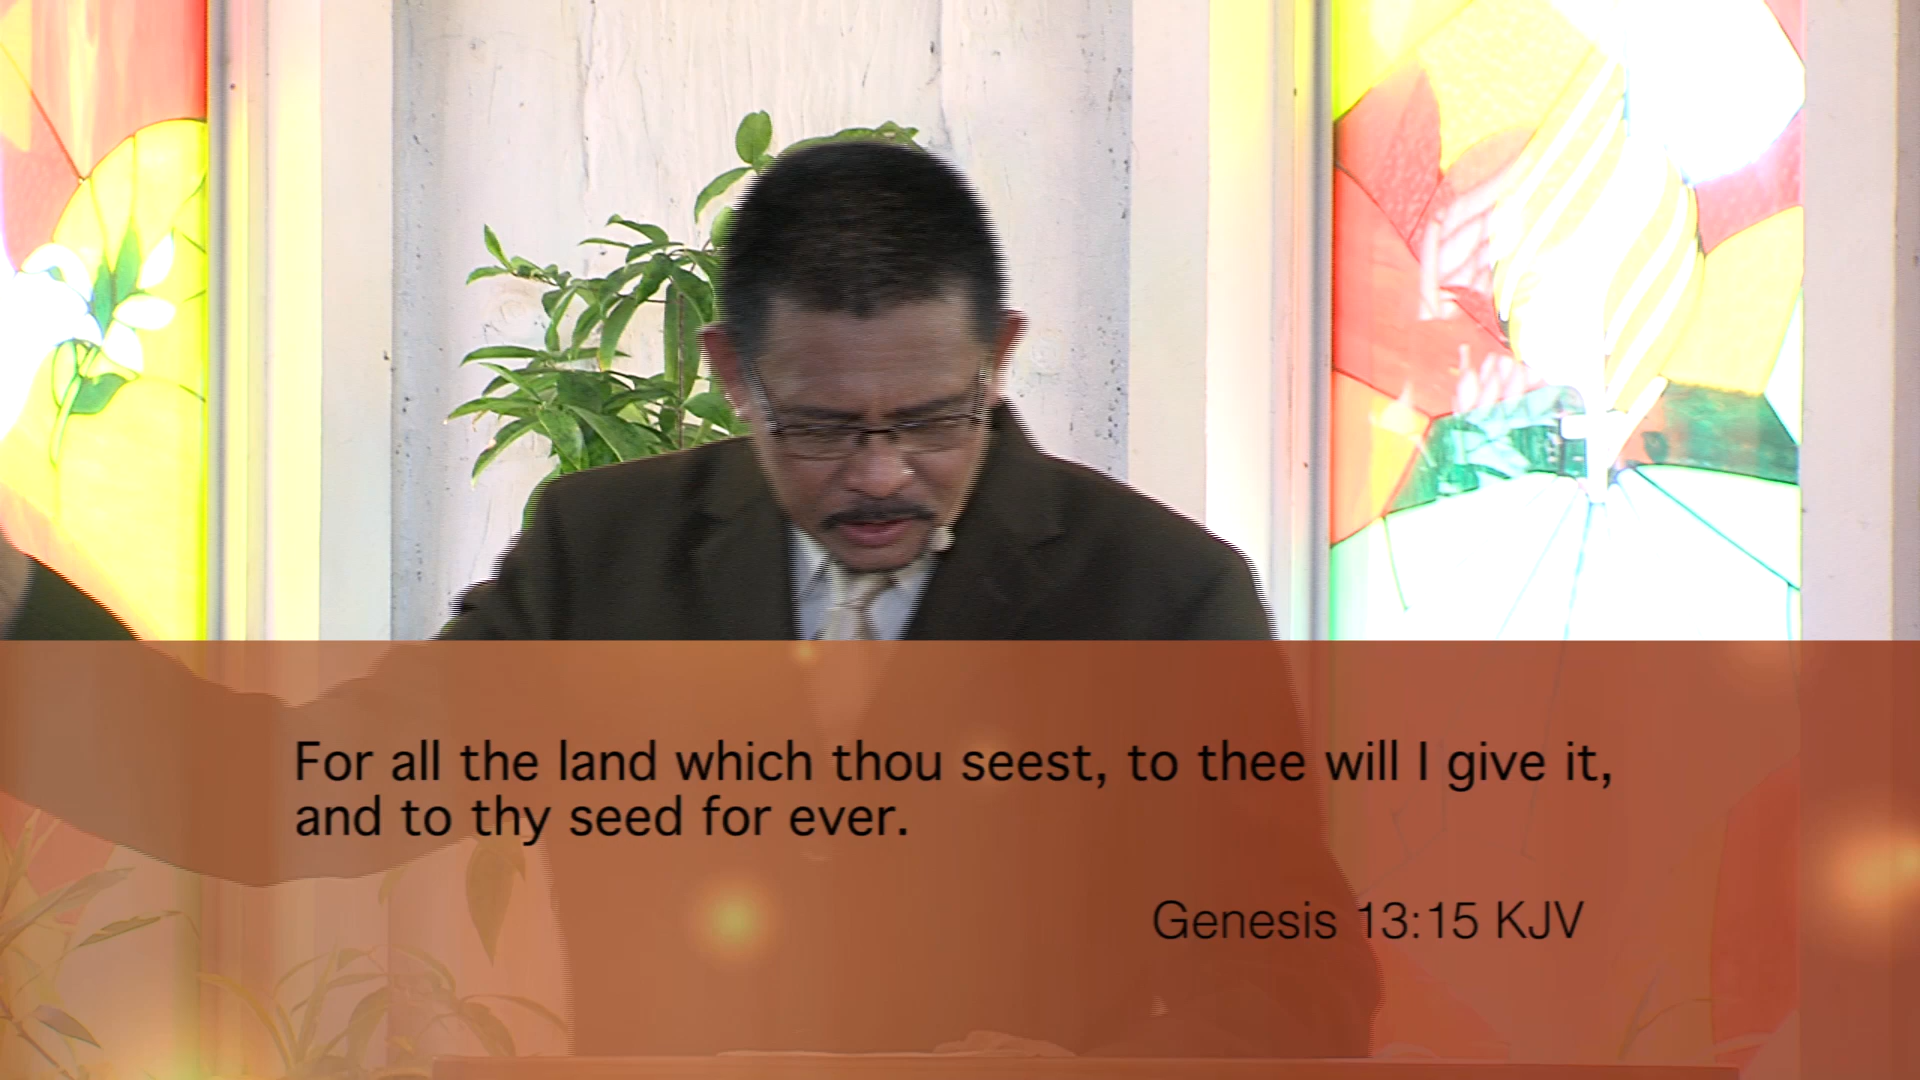 For all the land which thou seest, to thee will I give it,
and to thy seed for ever.
Genesis 13:15 KJV